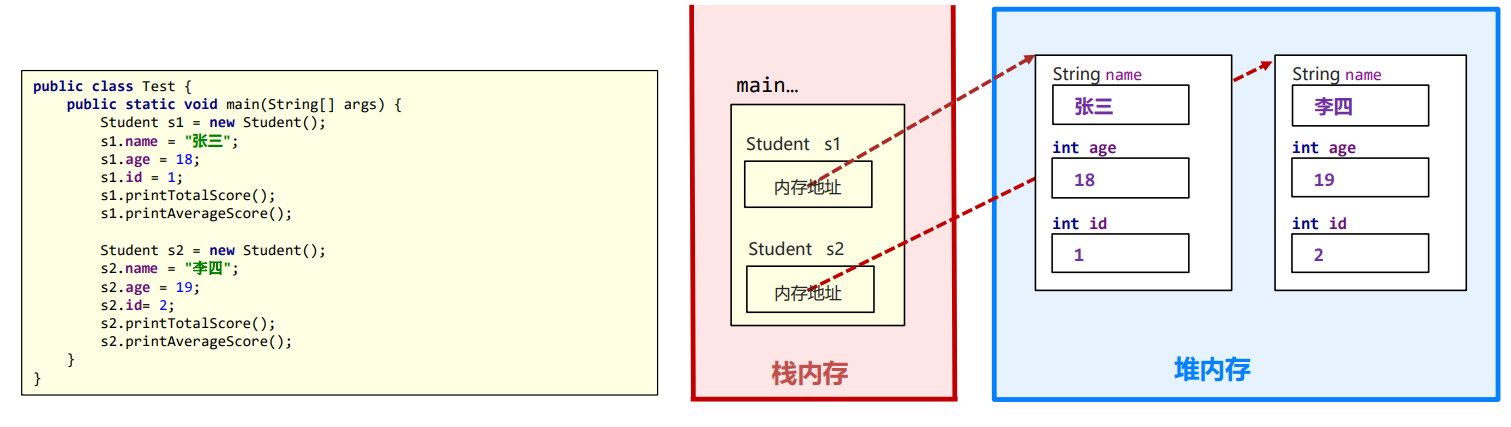 public class Test {
    public static void main(String[] args) {
        Student s1 = new Student();
        s1.name = "张三";
        s1.age = 18;
        s1.id = 1;
        s1.printTotalScore();
        s1.printAverageScore();

        Student s2 = new Student();
        s2.name = "李四";
        s2.age = 19;
        s2.id= 2;
        s2.printTotalScore();
        s2.printAverageScore();
    }
}
main…
Student s1
内存地址
Student s2
内存地址
栈内存
String name
张三
int age
18
int id
1
String name
李四
int age
19
int id
2
堆内存